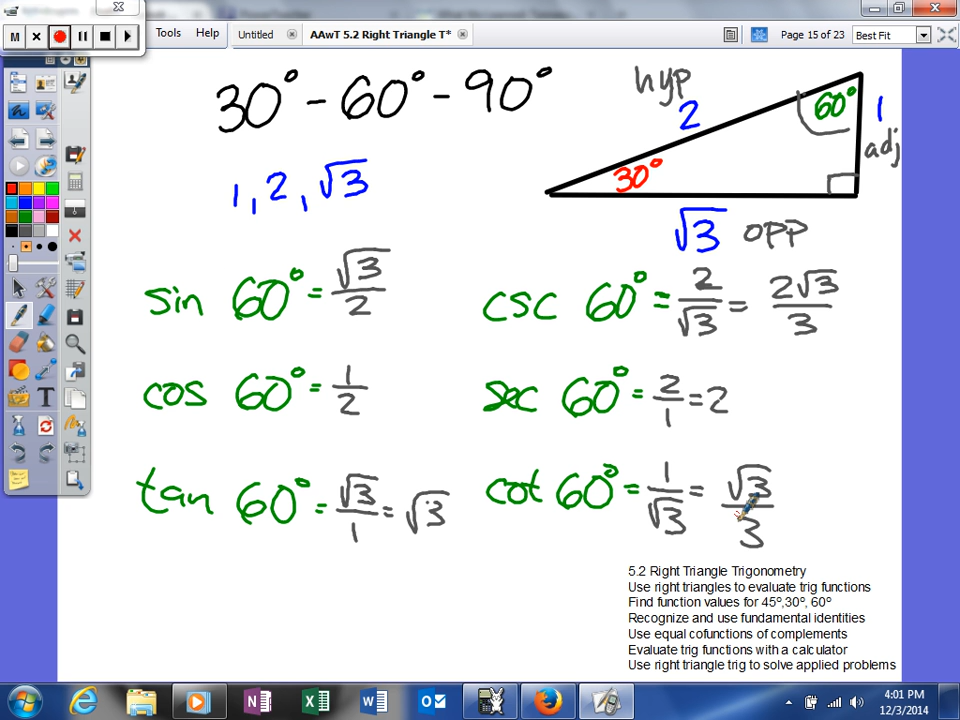 M
Tools Help Untitled AAwT 5.2 Right Triangle T* Page 15 of 23 Best Fit
30° - 60° - 90°
1, 2, √3
hyp
2
60°
1
adj
30°
√3 opp
sin 60° = √3/2
csc 60° = 2/√3 = 2√3/3
cos 60° = 1/2
sec 60° = 2/1 = 2
tan 60° = √3/1 = √3
cot 60° = 1/√3 = √3/3
5.2 Right Triangle Trigonometry
Use right triangles to evaluate trig functions
Find function values for 45°,30°, 60°
Recognize and use fundamental identities
Use equal cofunctions of complements
Evaluate trig functions with a calculator
Use right triangle trig to solve applied problems
4:01 PM
12/3/2014